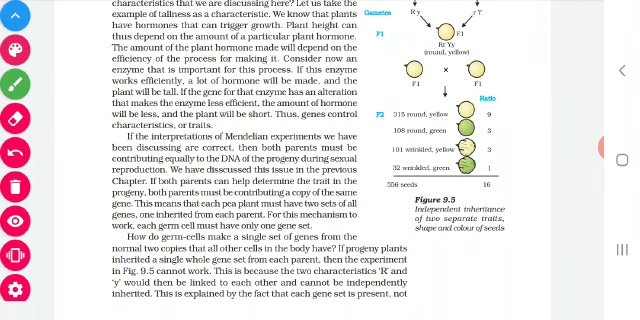 characteristics that we are discussing here? Let us take the
example of tallness as a characteristic. We know that plants
have hormones that can trigger growth. Plant height can
thus depend on the amount of a particular plant hormone.
The amount of the plant hormone made will depend on the
efficiency of the process for making it. Consider now an
enzyme that is important for this process. If this enzyme
works efficiently, a lot of hormone will be made, and the
plant will be tall. If the gene for that enzyme has an alteration
that makes the enzyme less efficient, the amount of hormone
will be less, and the plant will be short. Thus, genes control
characteristics, or traits.
If the interpretations of Mendelian experiments we have
been discussing are correct, then both parents must be
contributing equally to the DNA of the progeny during sexual
reproduction. We have disscussed this issue in the previous
Chapter. If both parents can help determine the trait in the
progeny, both parents must be contributing a copy of the same
gene. This means that each pea plant must have two sets of all
genes, one inherited from each parent. For this mechanism to
work, each germ cell must have only one gene set.
How do germ-cells make a single set of genes from the
normal two copies that all other cells in the body have? If progeny plants
inherited a single whole gene set from each parent, then the experiment
in Fig. 9.5 cannot work. This is because the two characteristics 'R' and
'y' would then be linked to each other and cannot be independently
inherited. This is explained by the fact that each gene set is present, not
Gametes
R y
r Y
F1
F1
Rr Yy
(round, yellow)
×
F1
F1
Ratio
F2
315 round, yellow
9
108 round, green
3
101 wrinkled, yellow
3
32 wrinkled, green
1
556 seeds
16
Figure 9.5
Independent inheritance
of two separate traits,
shape and colour of seeds